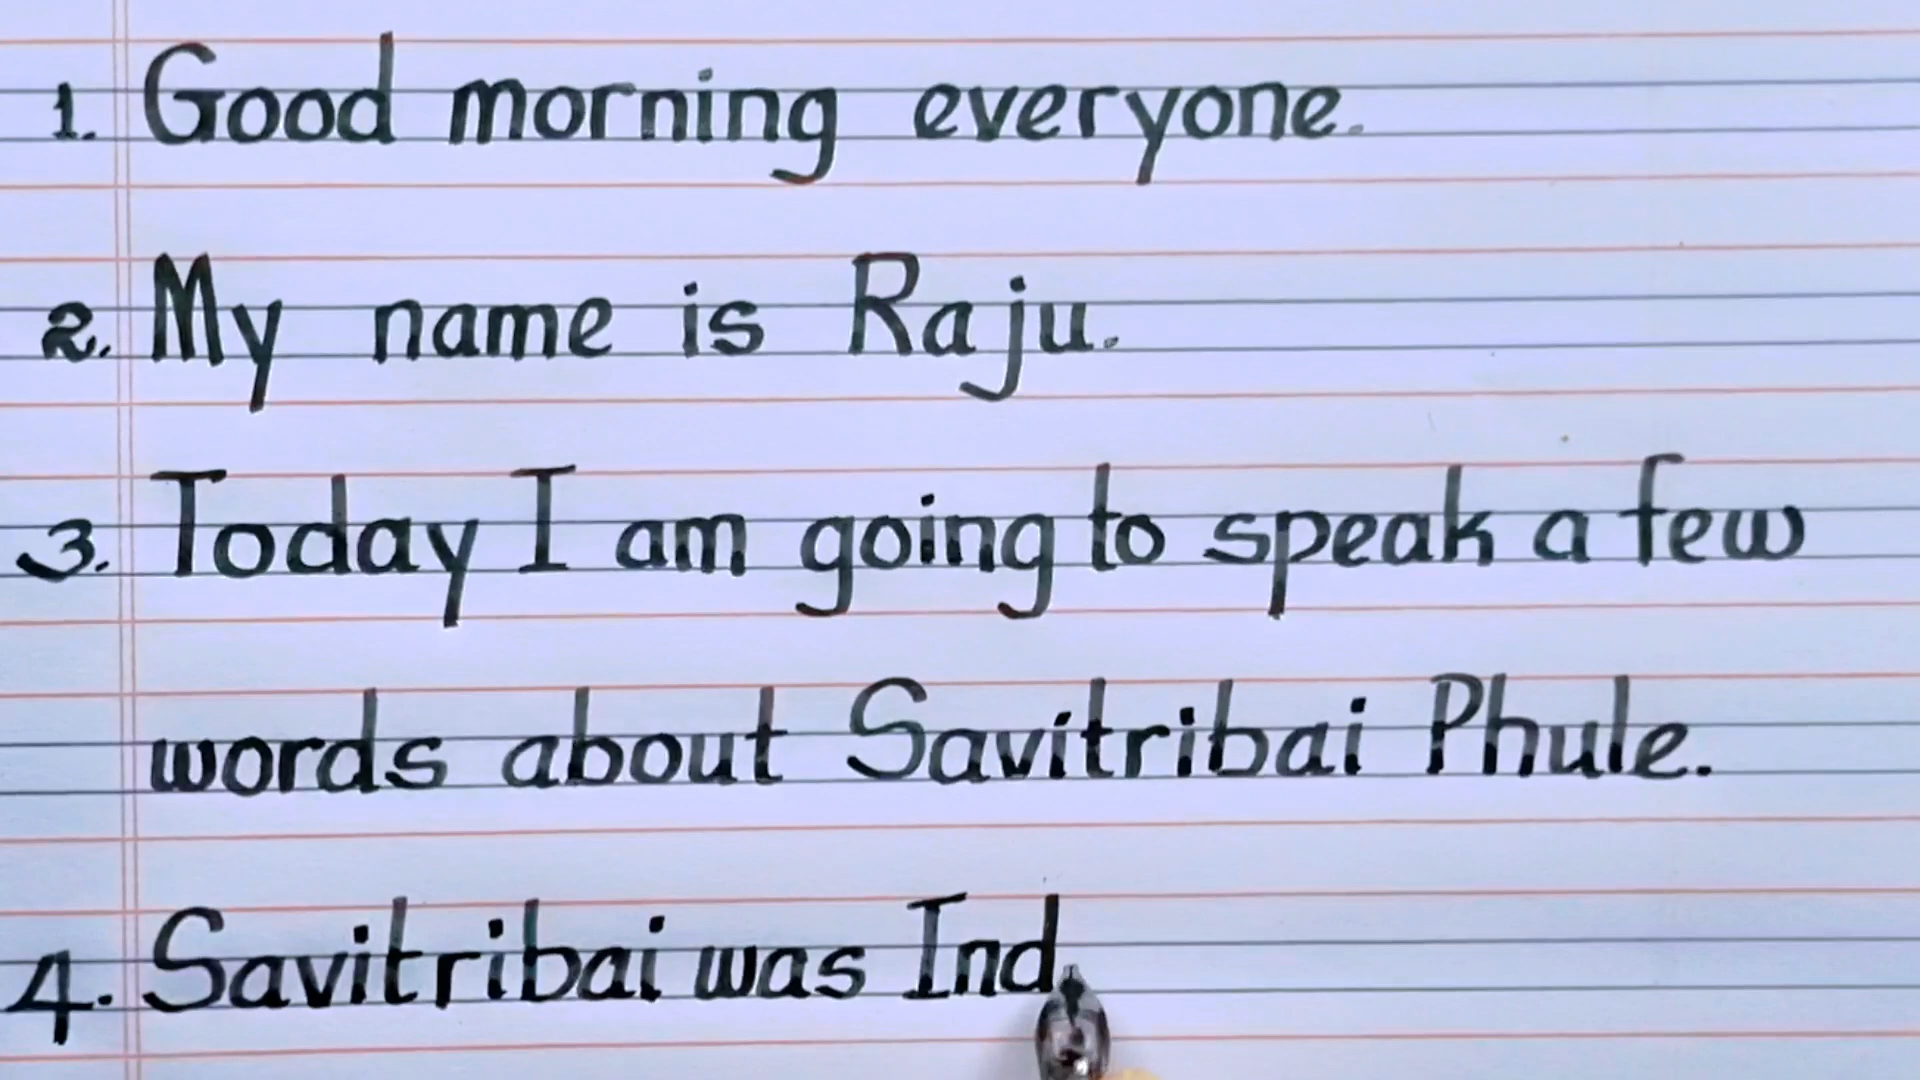 1. Good morning everyone.
2. My name is Raju.
3. Today I am going to speak a few
words about Savitribai Phule.
4. Savitribai was Ind